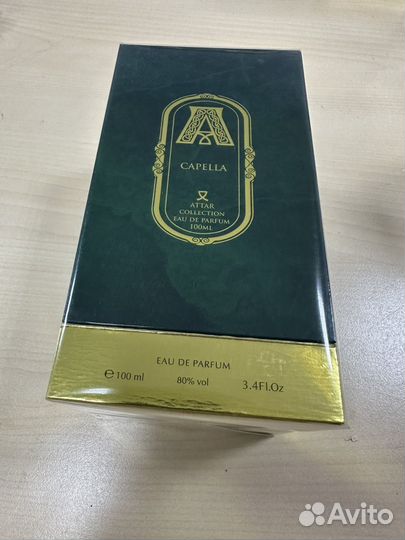 A
CAPELLA
ATTAR
COLLECTION
EAU DE PARFUM
100ML
EAU DE PARFUM
℮ 100 ml 80% vol 3.4Fl.Oz
Avito